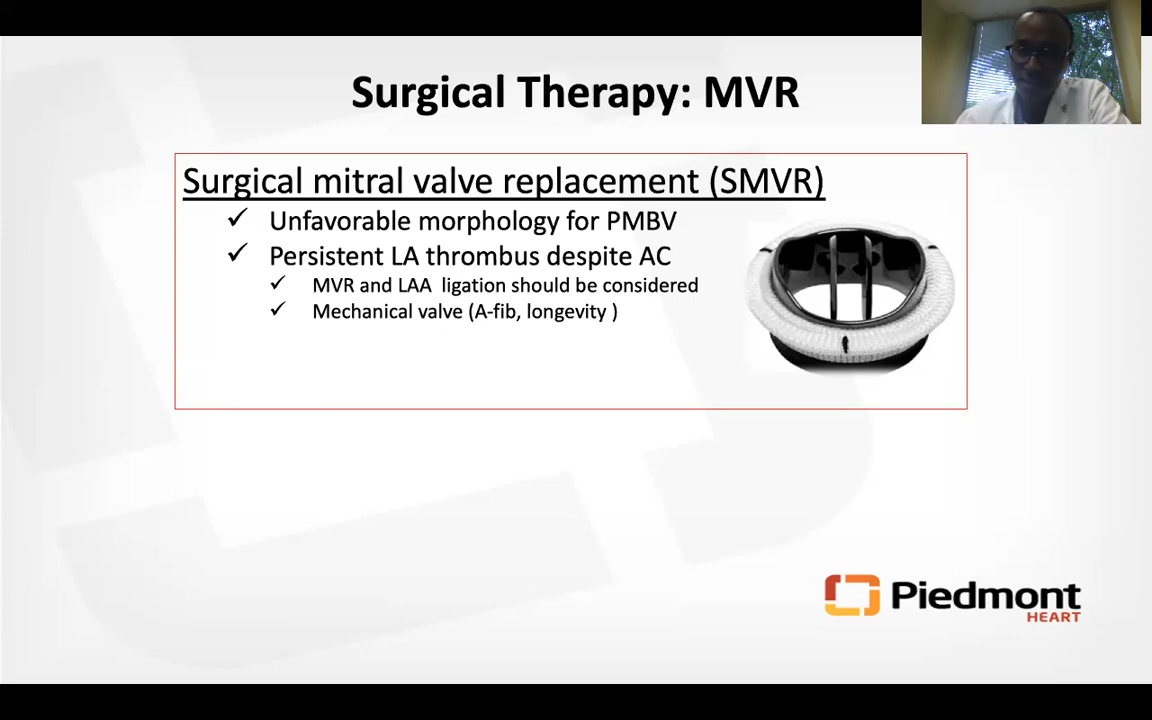 Surgical Therapy: MVR
Surgical mitral valve replacement (SMVR)
✓ Unfavorable morphology for PMBV
✓ Persistent LA thrombus despite AC
✓ MVR and LAA ligation should be considered
✓ Mechanical valve (A-fib, longevity )
Piedmont
HEART